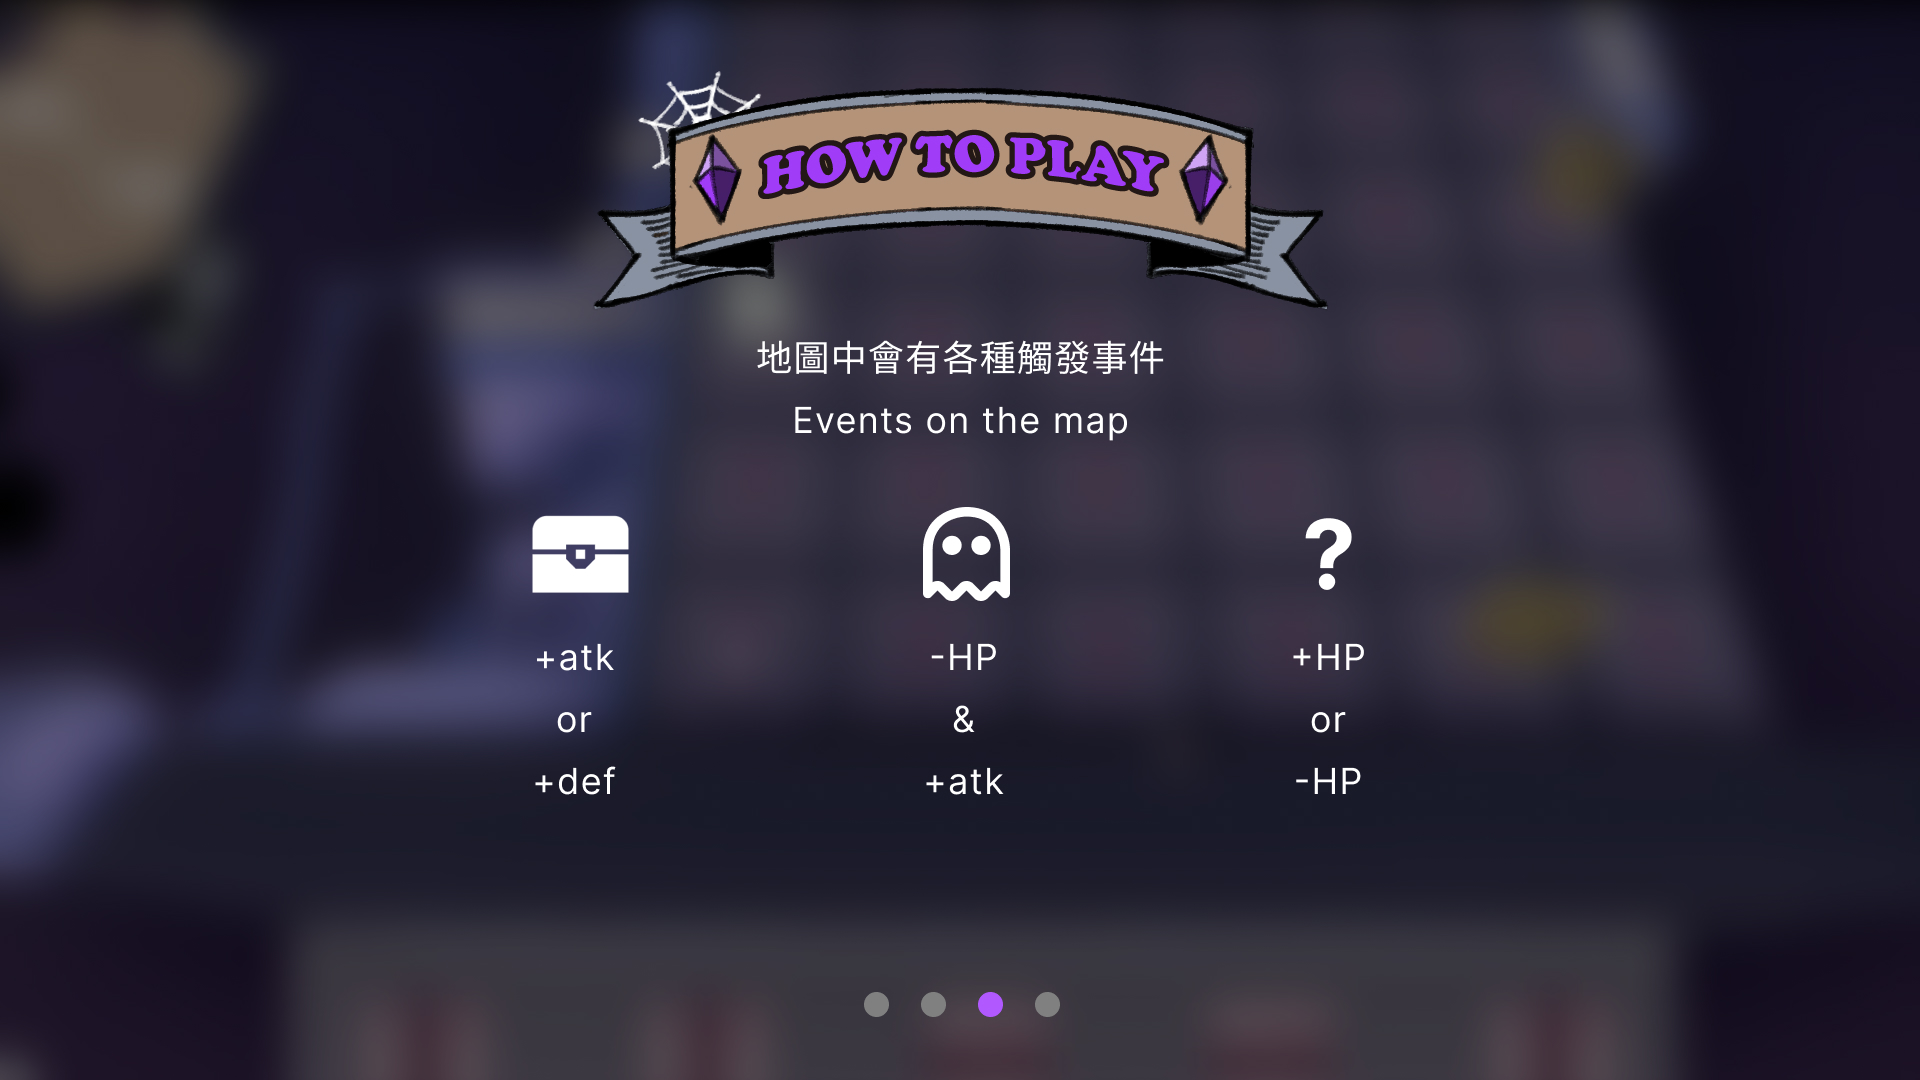 HOW TO PLAY
地圖中會有各種觸發事件
Events on the map
?
+atk
or
+def
-HP
&
+atk
+HP
or
-HP